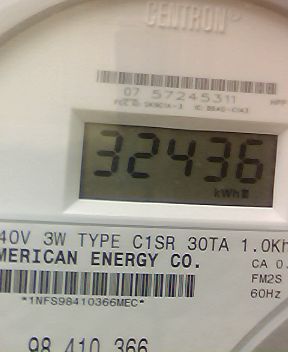 CENTRON®
07 57245311
32436
kWh
40V 3W TYPE C1SR 30TA 1.0Kh
MERICAN ENERGY CO.
CA 0.
FM2S
60Hz
*1NFS98410366MEC*
98 410 366